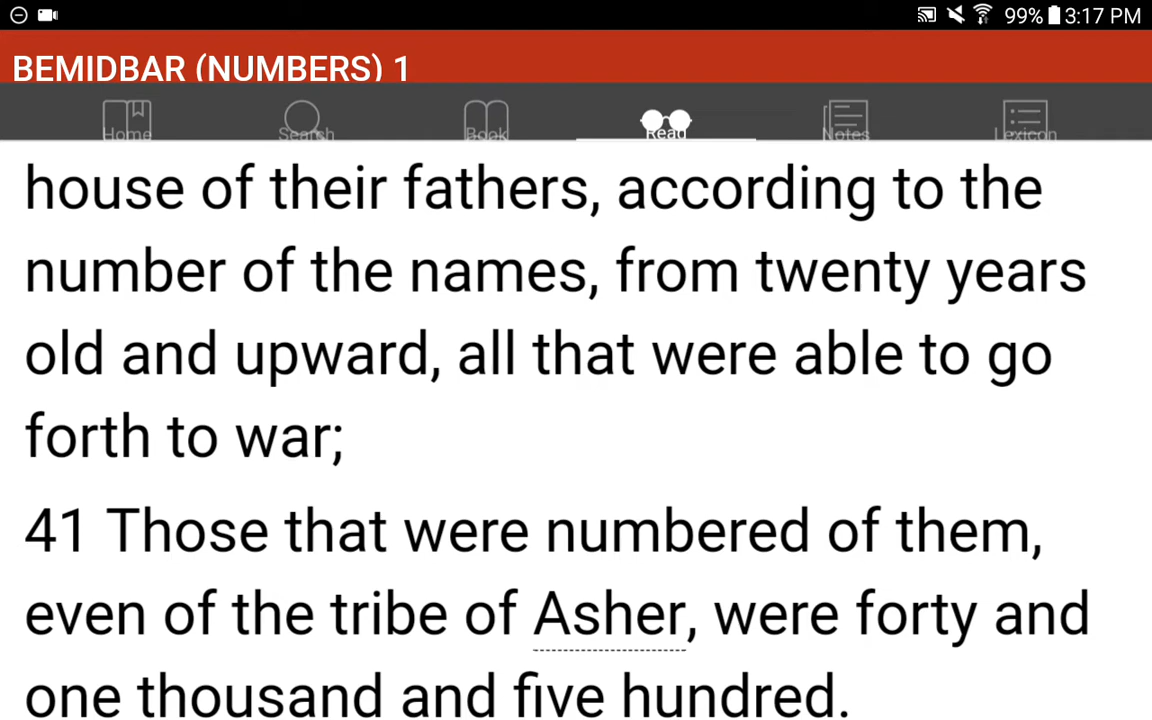 99% 3:17 PM
BEMIDBAR (NUMBERS) 1
Home Search Book Read Notes Lexicon
house of their fathers, according to the
number of the names, from twenty years
old and upward, all that were able to go
forth to war;
41 Those that were numbered of them,
even of the tribe of Asher, were forty and
one thousand and five hundred.